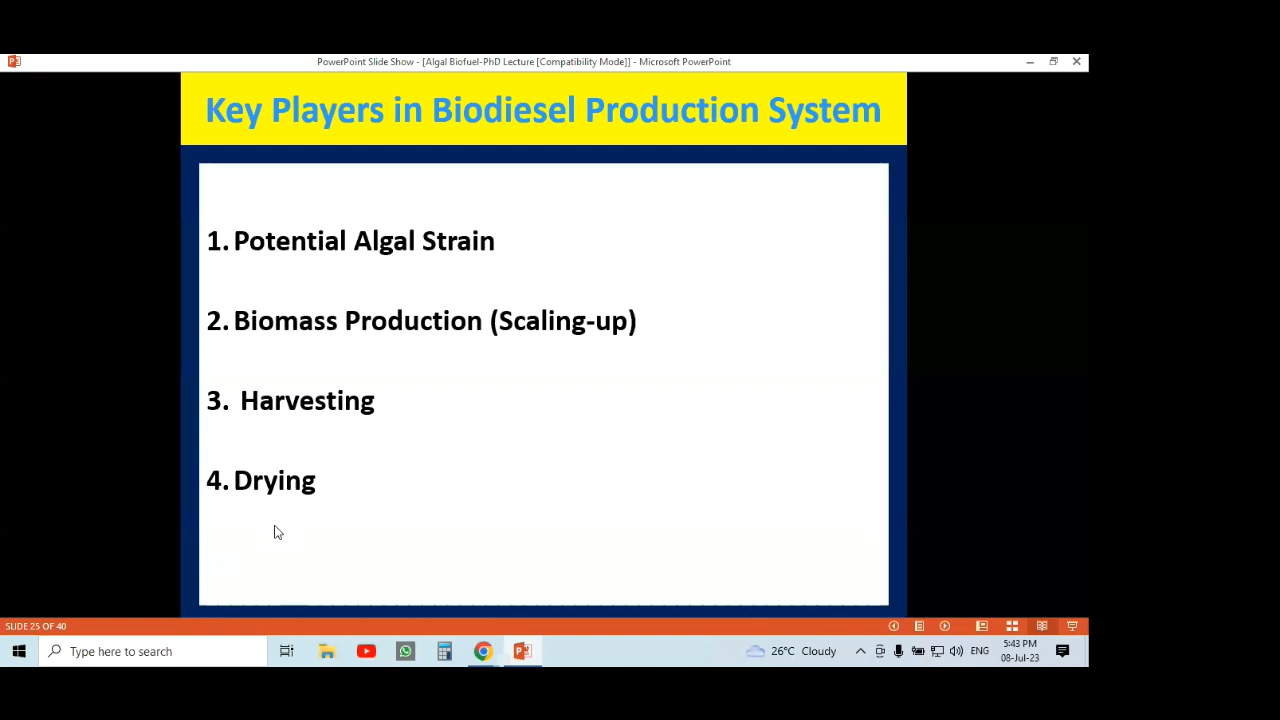 PowerPoint Slide Show - [Algal Biofuel-PhD Lecture [Compatibility Mode]] - Microsoft PowerPoint
Key Players in Biodiesel Production System
1. Potential Algal Strain
2. Biomass Production (Scaling-up)
3. Harvesting
4. Drying
SLIDE 25 OF 40
Type here to search
26°C Cloudy
ENG
5:43 PM
08-Jul-23